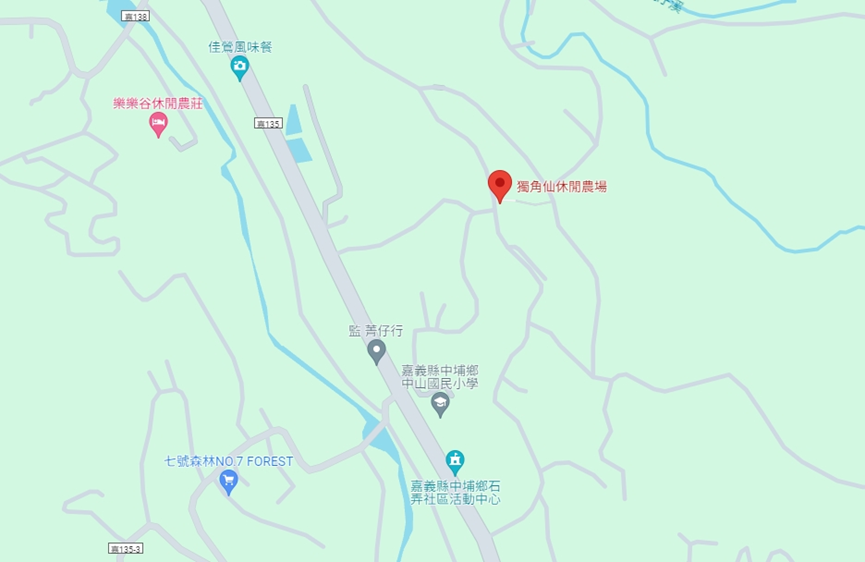 嘉138
佳鶯風味餐
樂樂谷休閒農莊
嘉135
獨角仙休閒農場
監 菁仔行
嘉義縣中埔鄉
中山國民小學
七號森林NO.7 FOREST
嘉義縣中埔鄉石
弄社區活動中心
嘉135-3